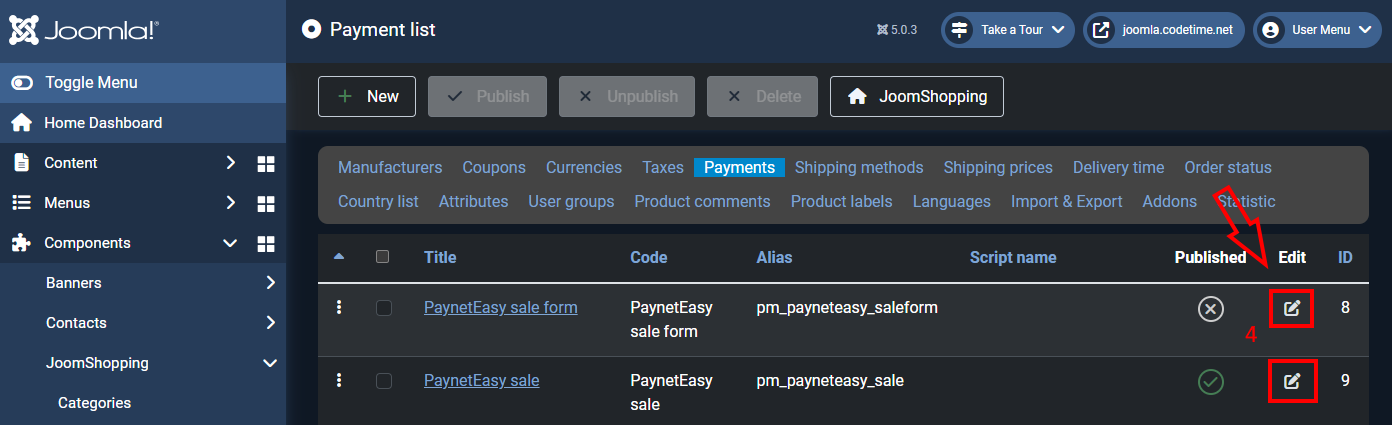 Joomla!®
Payment list
5.0.3
Take a Tour
joomla.codetime.net
User Menu
Toggle Menu
Home Dashboard
Content
Menus
Components
Banners
Contacts
JoomShopping
Categories
New
Publish
Unpublish
Delete
JoomShopping
Manufacturers Coupons Currencies Taxes Payments Shipping methods Shipping prices Delivery time Order status
Country list Attributes User groups Product comments Product labels Languages Import & Export Addons Statistic
Title Code Alias Script name Published Edit ID
PaynetEasy sale form PaynetEasy pm_payneteasy_saleform 8
sale form
4
PaynetEasy sale PaynetEasy pm_payneteasy_sale 9
sale